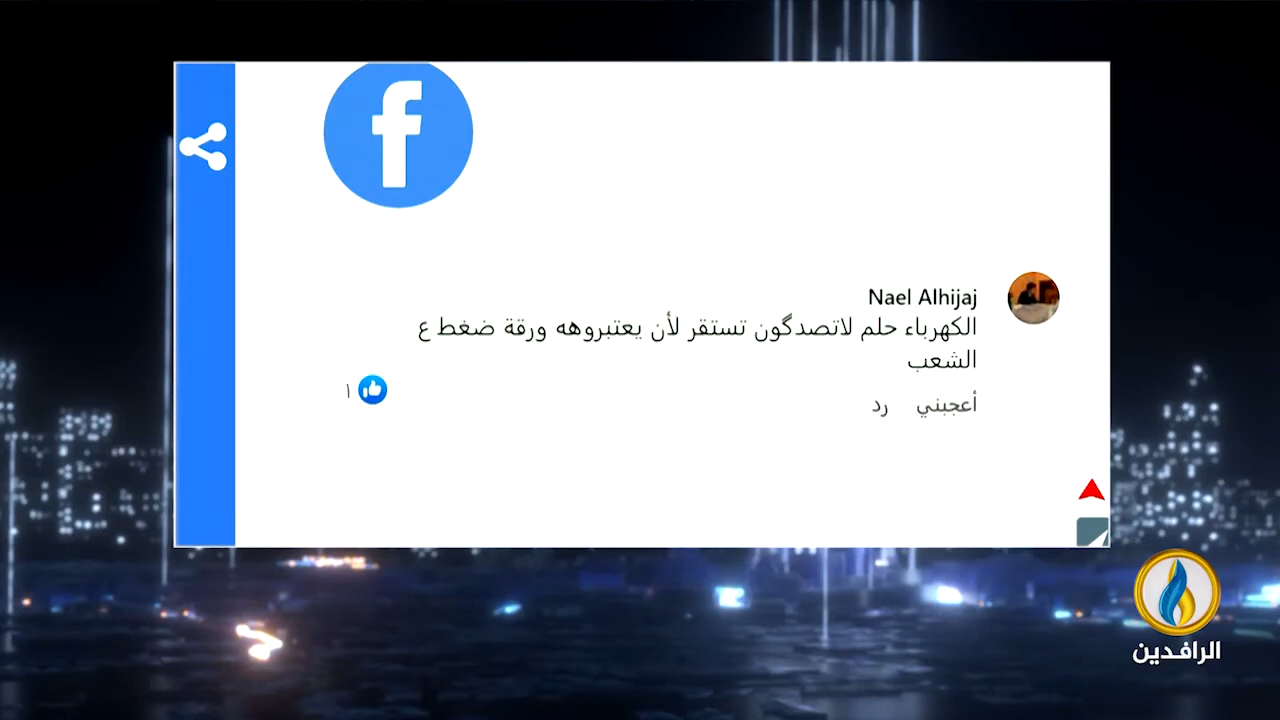 Nael Alhijaj
الكهرباء حلم لاتصدگون تستقر لأن يعتبروهه ورقة ضغط ع
الشعب
أعجبني رد
١
الرافدين